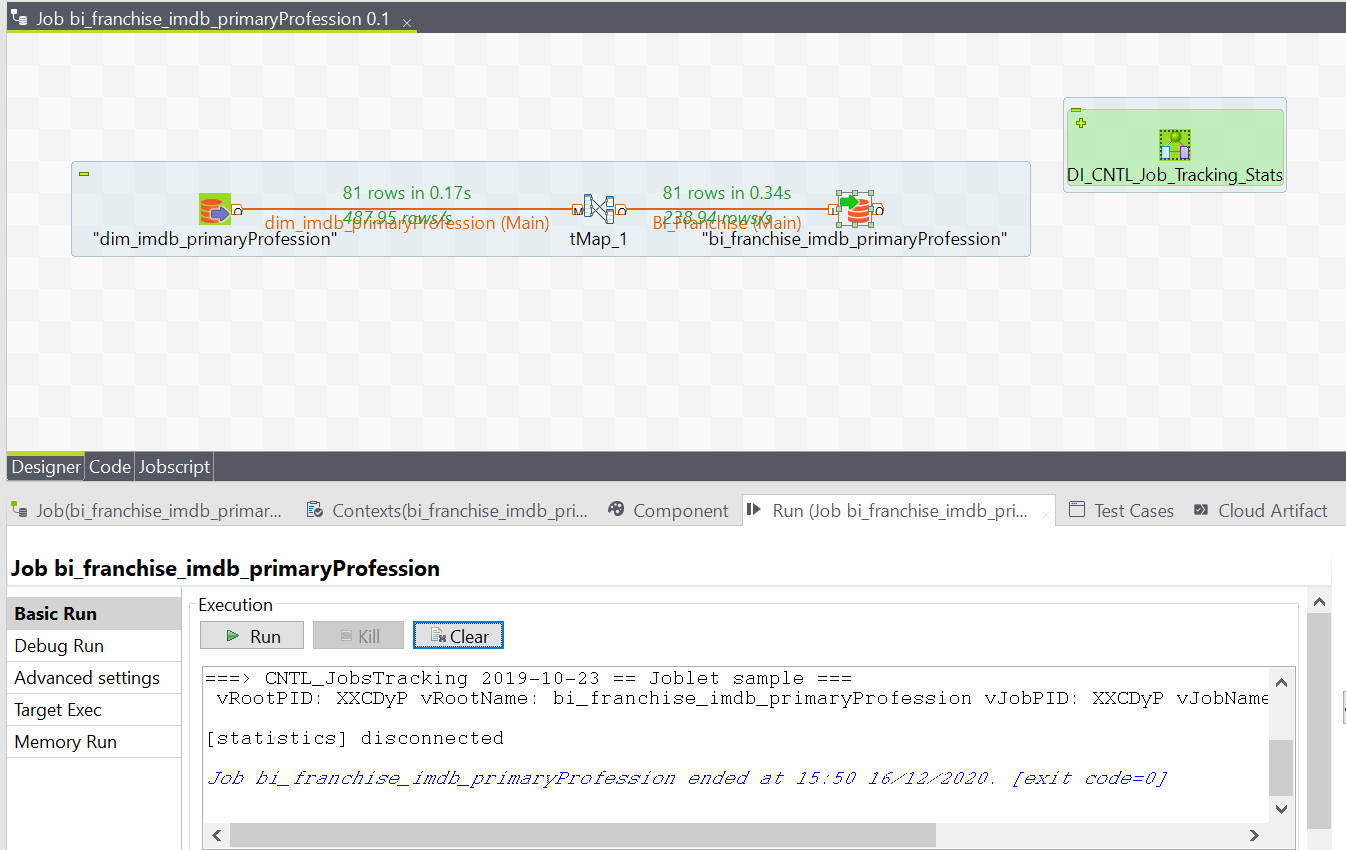 Job bi_franchise_imdb_primaryProfession 0.1
DI_CNTL_Job_Tracking_Stats
81 rows in 0.17s
487.95 rows/s
dim_imdb_primaryProfession (Main)
81 rows in 0.34s
238.94 rows/s
Bi_Franchise (Main)
"dim_imdb_primaryProfession"
tMap_1
"bi_franchise_imdb_primaryProfession"
Designer Code Jobscript
Job(bi_franchise_imdb_primar... Contexts(bi_franchise_imdb_pri... Component Run (Job bi_franchise_imdb_pri... Test Cases Cloud Artifact
Job bi_franchise_imdb_primaryProfession
Basic Run
Debug Run
Advanced settings
Target Exec
Memory Run
Execution
Run Kill Clear
===> CNTL_JobsTracking 2019-10-23 == Joblet sample ===
vRootPID: XXCDyP vRootName: bi_franchise_imdb_primaryProfession vJobPID: XXCDyP vJobName
[statistics] disconnected
Job bi_franchise_imdb_primaryProfession ended at 15:50 16/12/2020. [exit code=0]